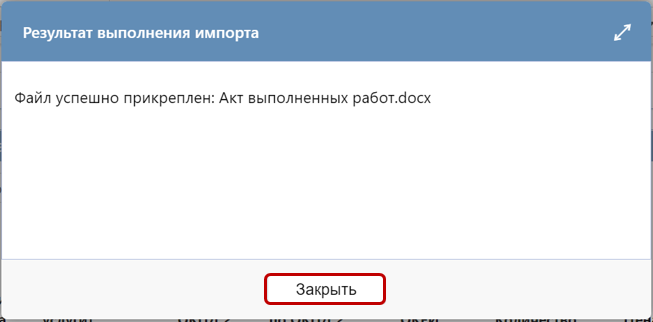 Результат выполнения импорта
Файл успешно прикреплен: Акт выполненных работ.docx
Закрыть